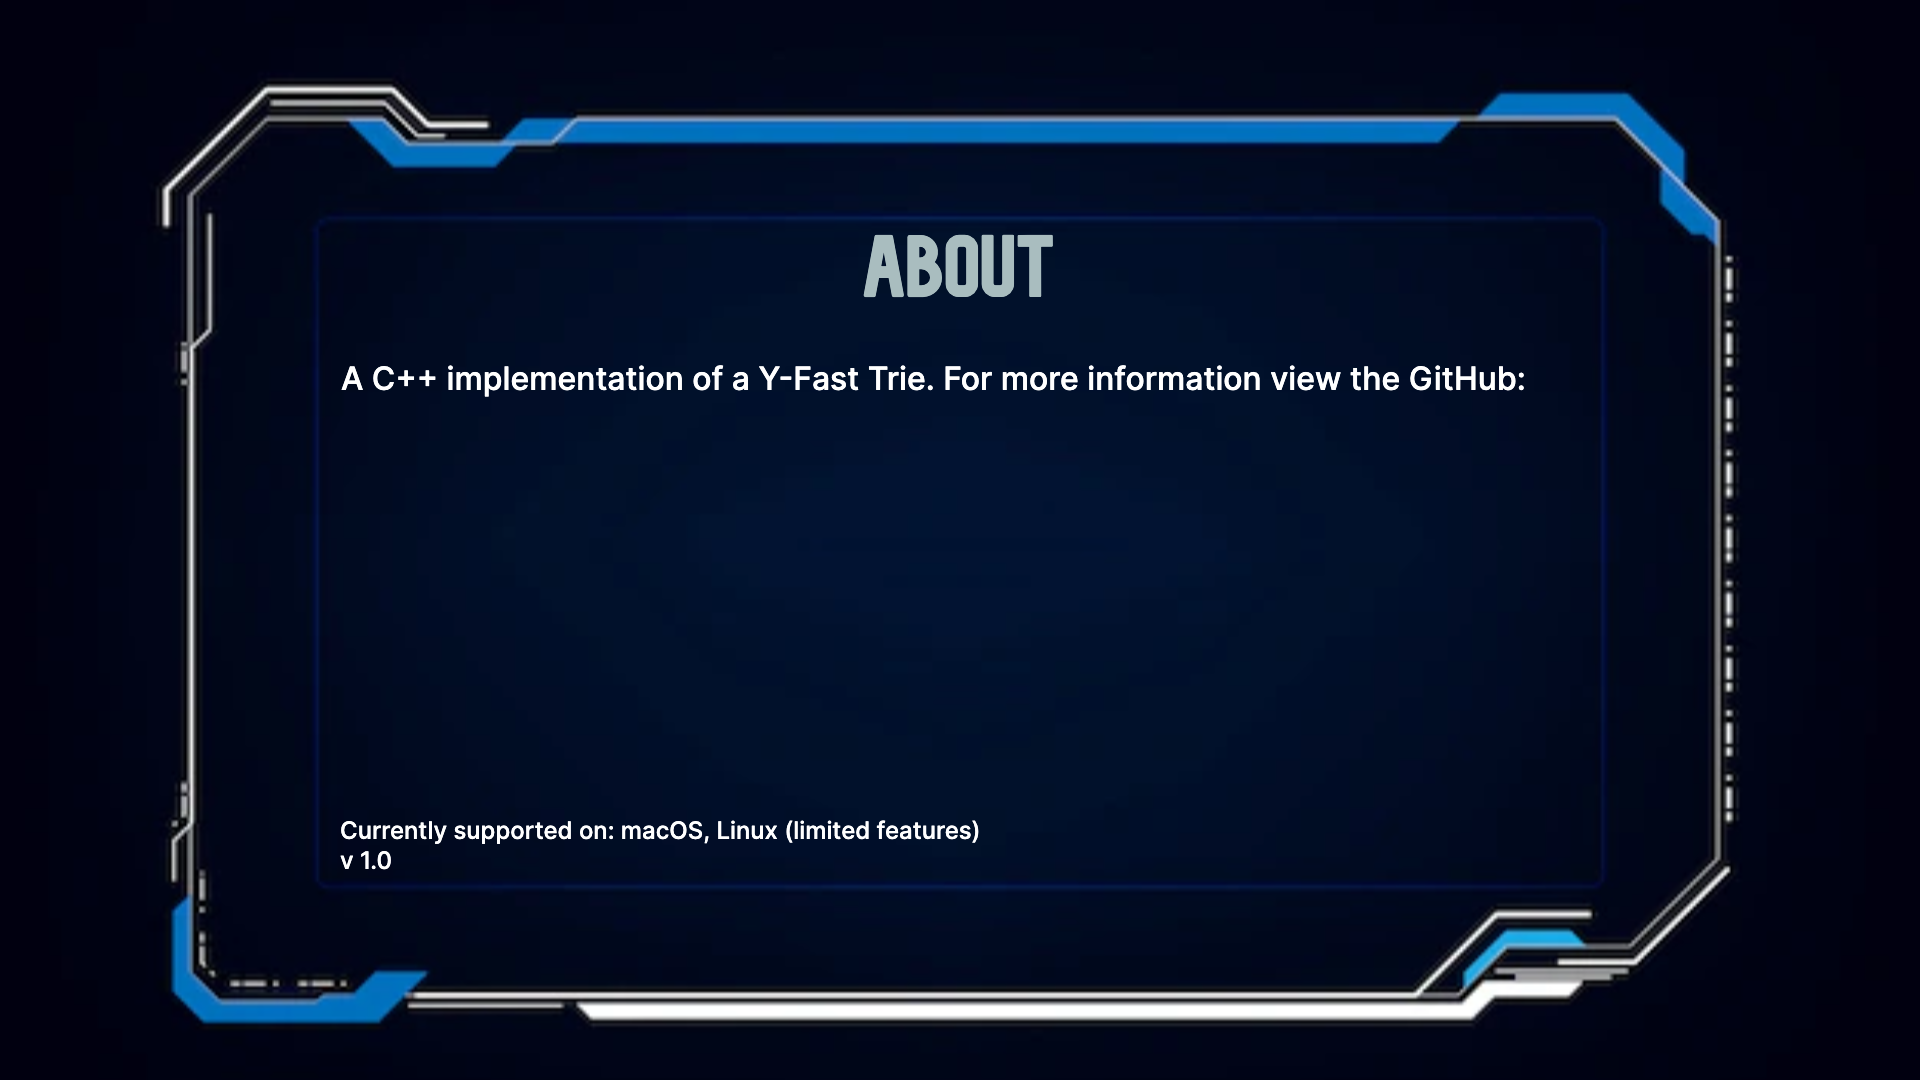 ABOUT
A C++ implementation of a Y-Fast Trie. For more information view the GitHub:
Currently supported on: macOS, Linux (limited features)
v 1.0